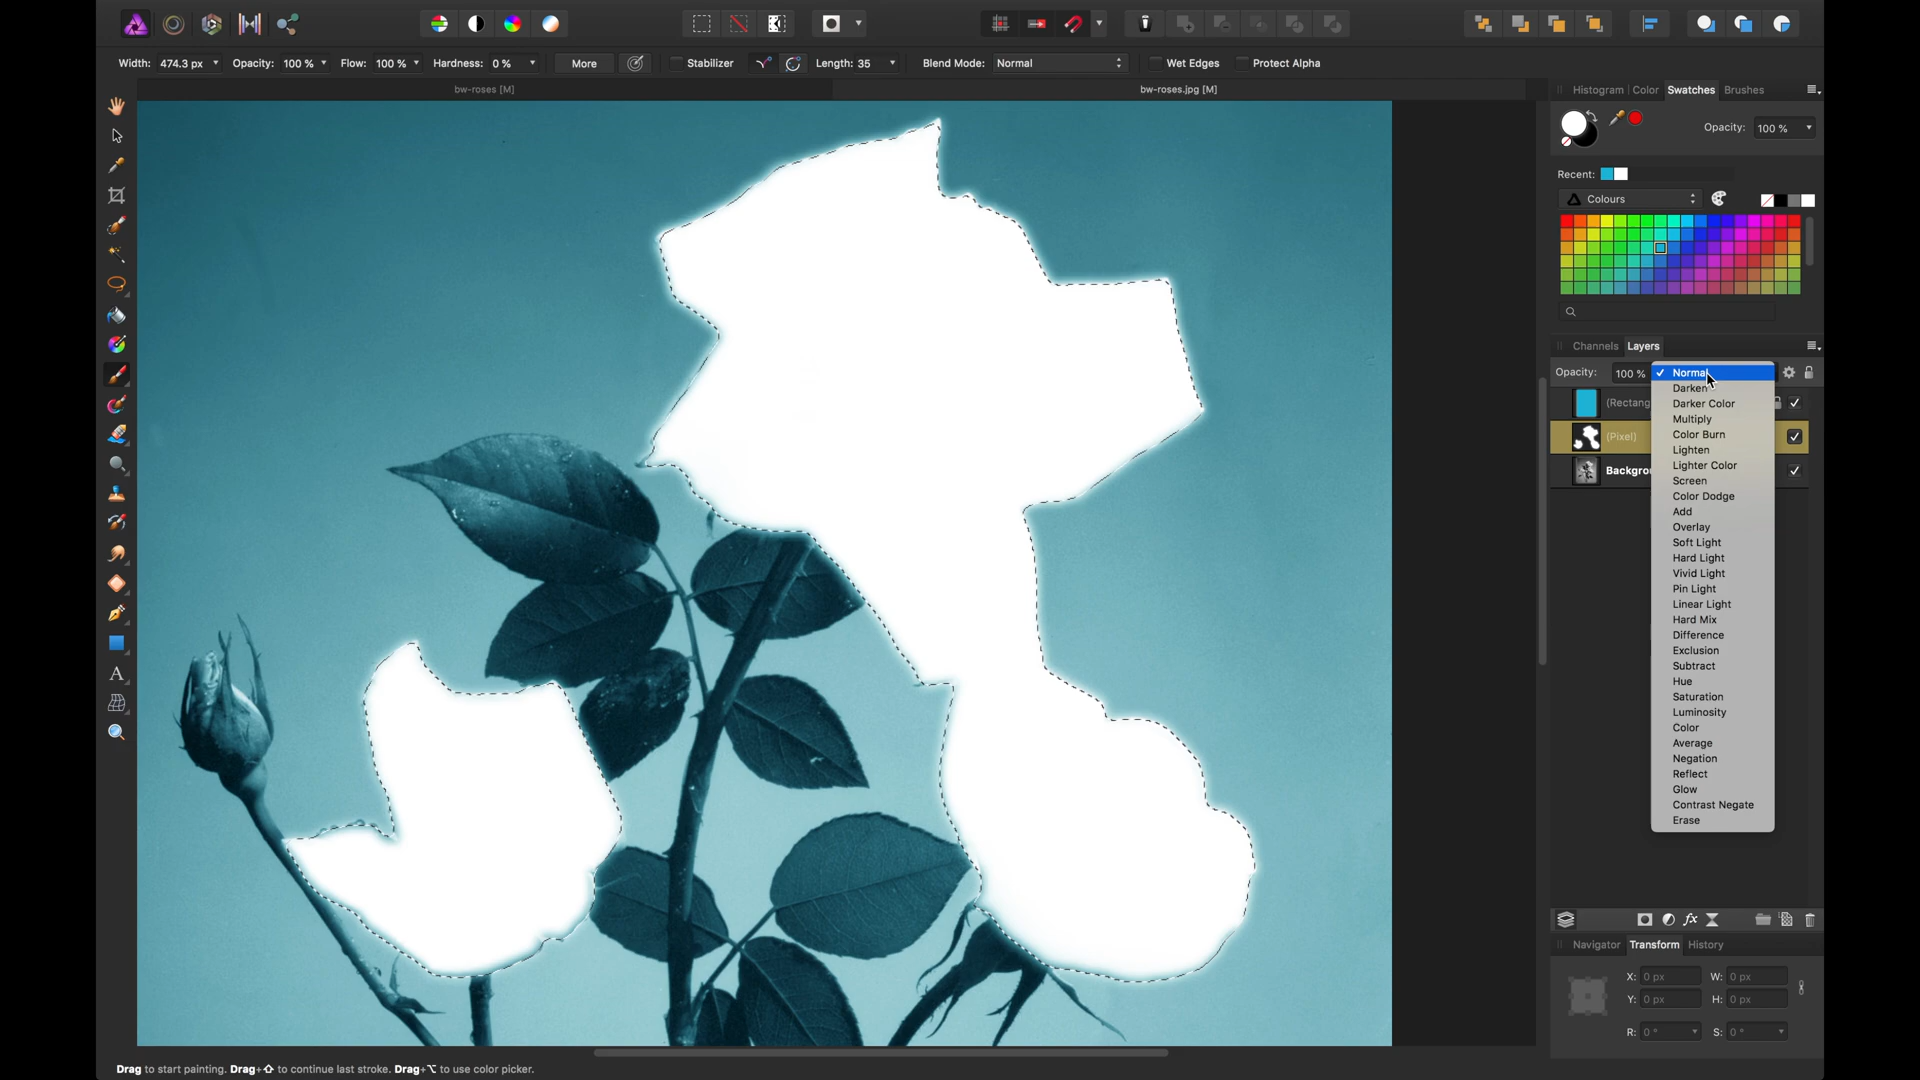 Width: 474.3 px Opacity: 100 % Flow: 100 % Hardness: 0 % More Stabilizer Length: 35 Blend Mode: Normal Wet Edges Protect Alpha
bw-roses [M] bw-roses.jpg [M]
Histogram Color Swatches Brushes
Opacity: 100 %
Recent:
Colours
Channels Layers
Opacity: 100 %
Normal
Darken
(Rectang Darker Color
Multiply
(Pixel) Color Burn
Lighten
Backgrou Lighter Color
Screen
Color Dodge
Add
Overlay
Soft Light
Hard Light
Vivid Light
Pin Light
Linear Light
Hard Mix
Difference
Exclusion
Subtract
Hue
Saturation
Luminosity
Color
Average
Negation
Reflect
Glow
Contrast Negate
Erase
Navigator Transform History
X: 0 px W: 0 px
Y: 0 px H: 0 px
R: 0 ° S: 0 °
Drag to start painting. Drag+⇧ to continue last stroke. Drag+⌥ to use color picker.